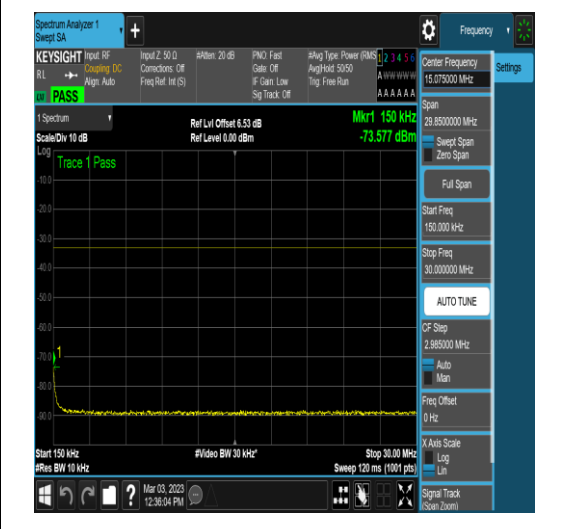 Spectrum Analyzer 1
Swept SA
+
Frequency
KEYSIGHT
RL
PASS
Input: RF
Coupling: DC
Align: Auto
Input Z: 50 Ω
Corrections: Off
Freq Ref: Int (S)
#Atten: 20 dB
PNO: Fast
Gate: Off
IF Gain: Low
Sig Track: Off
#Avg Type: Power (RMS
Avg|Hold: 50/50
Trig: Free Run
1 2 3 4 5 6
A W W W W W
A A A A A A
1 Spectrum
Scale/Div 10 dB
Ref Lvl Offset 6.53 dB
Ref Level 0.00 dBm
Mkr1 150 kHz
-73.577 dBm
Log
Trace 1 Pass
-10.0
-20.0
-30.0
-40.0
-50.0
-60.0
-70.0
-80.0
-90.0
1
Start 150 kHz
#Res BW 10 kHz
#Video BW 30 kHz*
Stop 30.00 MHz
Sweep 120 ms (1001 pts)
?
Mar 03, 2023
12:36:04 PM
Center Frequency
15.075000 MHz
Span
29.8500000 MHz
Swept Span
Zero Span
Full Span
Start Freq
150.000 kHz
Stop Freq
30.000000 MHz
AUTO TUNE
CF Step
2.985000 MHz
Auto
Man
Freq Offset
0 Hz
X Axis Scale
Log
Lin
Signal Track
(Span Zoom)
Settings